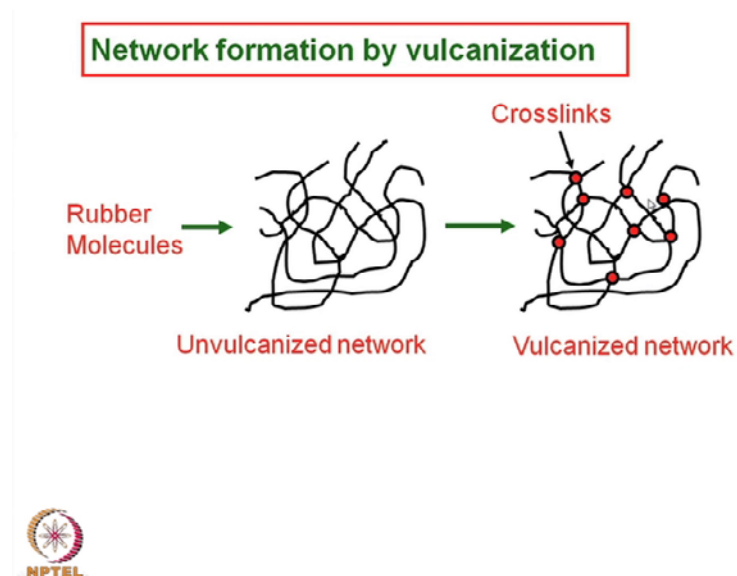 Network formation by vulcanization
Crosslinks
Rubber
Molecules
Unvulcanized network
Vulcanized network
NPTEL